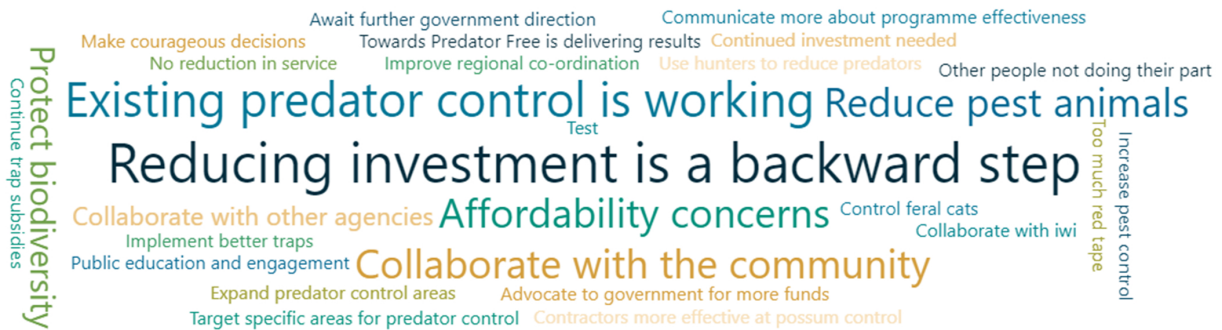 Await further government direction
Communicate more about programme effectiveness
Make courageous decisions
Towards Predator Free is delivering results
Continued investment needed
No reduction in service
Improve regional co-ordination
Use hunters to reduce predators
Other people not doing their part
Protect biodiversity
Continue trap subsidies
Existing predator control is working
Reduce pest animals
Test
Reducing investment is a backward step
Too much red tape
Increase pest control
Collaborate with other agencies
Affordability concerns
Control feral cats
Collaborate with iwi
Implement better traps
Public education and engagement
Collaborate with the community
Expand predator control areas
Advocate to government for more funds
Target specific areas for predator control
Contractors more effective at possum control